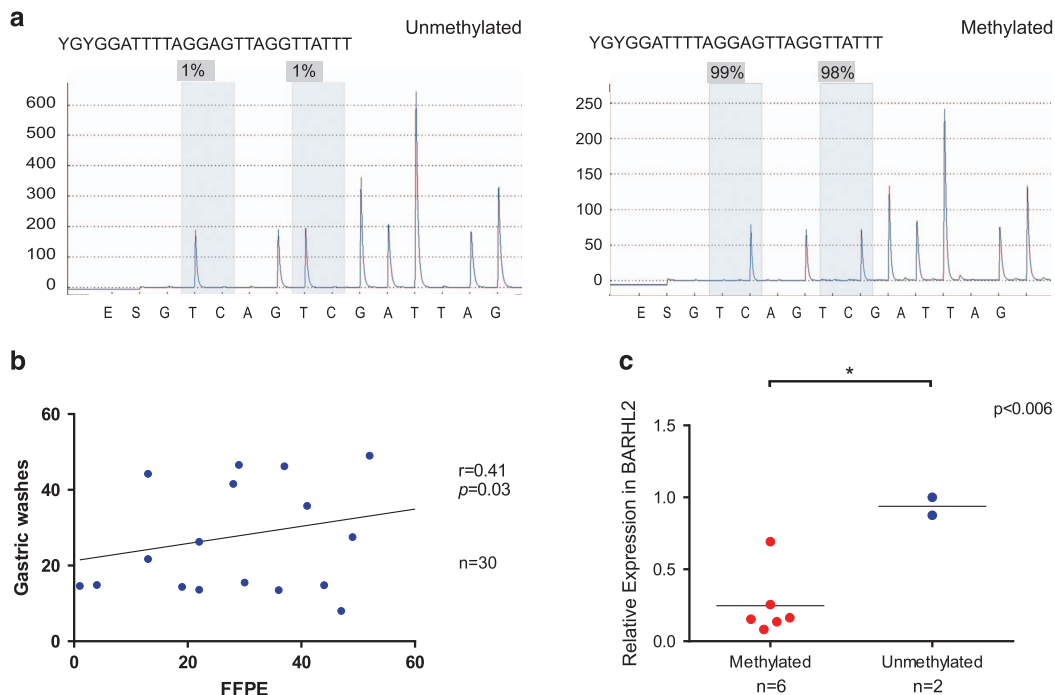 a
Unmethylated
YGYGGATTTTAGGAGTTAGGTTATTT
1% 1%
600
500
400
300
200
100
0
E S G T C A G T C G A T T A G
Methylated
YGYGGATTTTAGGAGTTAGGTTATTT
99% 98%
250
200
150
100
50
0
E S G T C A G T C G A T T A G
b
Gastric washes
60
40
20
0
0 20 40 60
FFPE
r=0.41
p=0.03
n=30
c
*
p<0.006
Relative Expression in BARHL2
1.5
1.0
0.5
0.0
Methylated Unmethylated
n=6 n=2